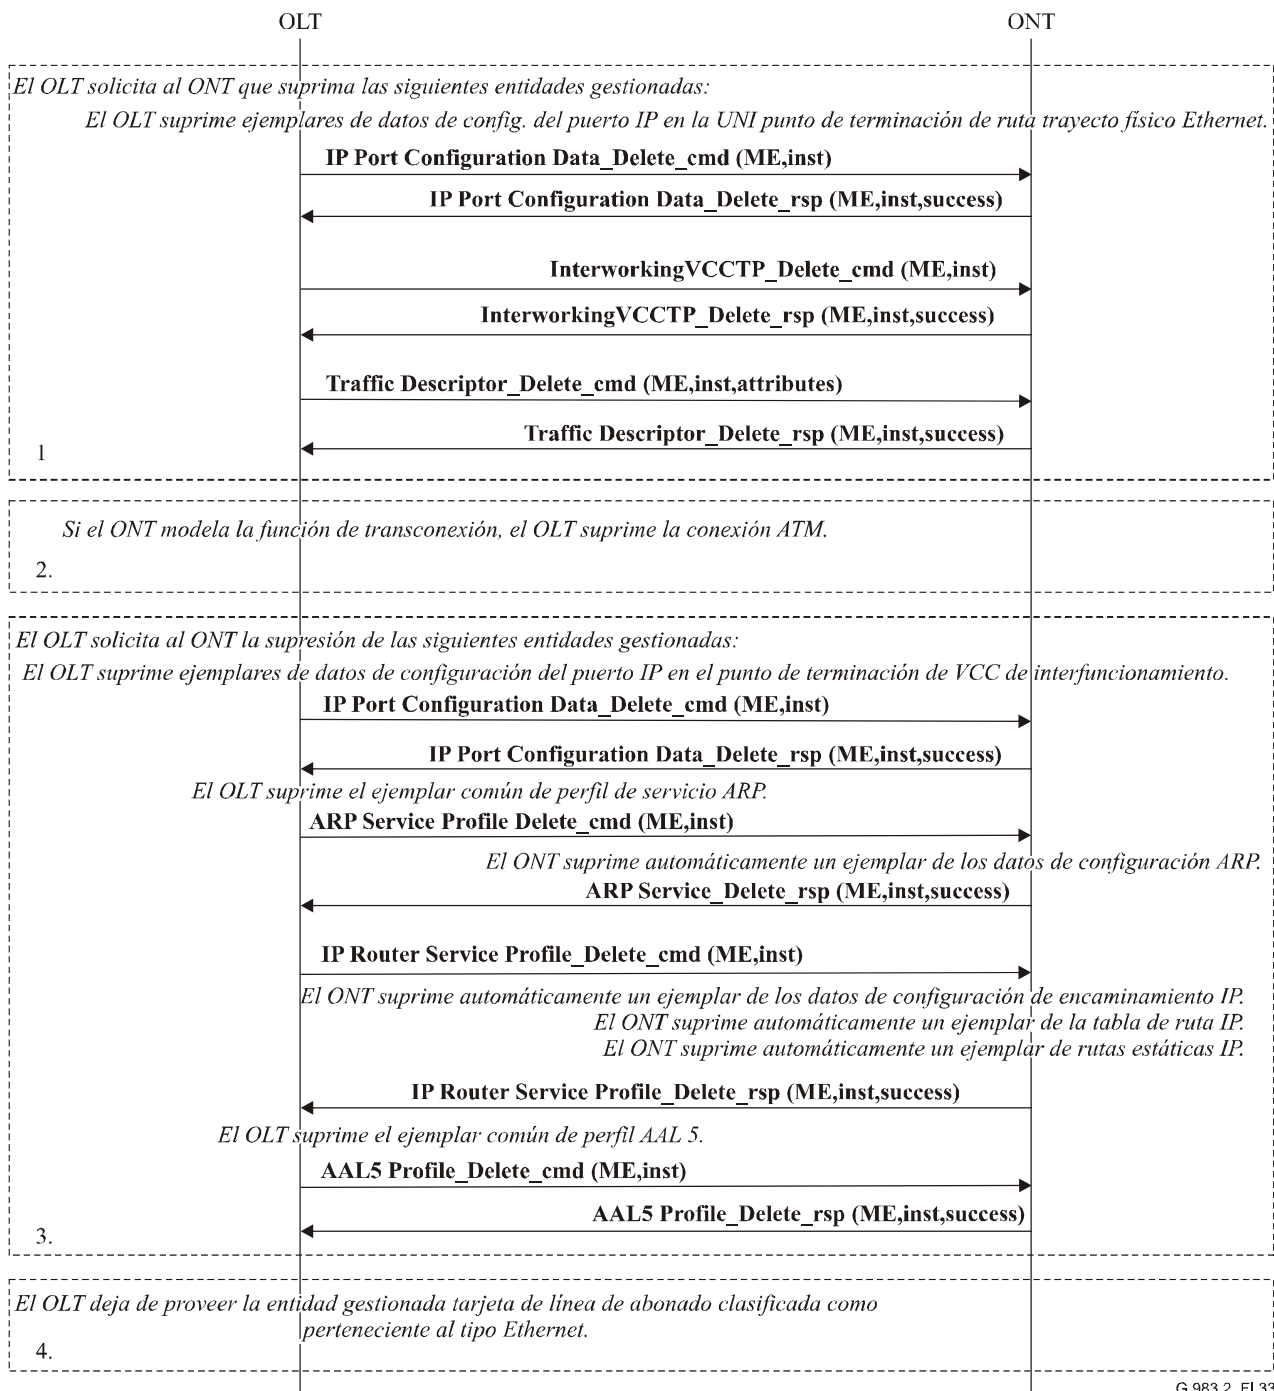 OLT
ONT
El OLT solicita al ONT que suprima las siguientes entidades gestionadas:
El OLT suprime ejemplares de datos de config. del puerto IP en la UNI punto de terminación de ruta trayecto físico Ethernet.
IP Port Configuration Data_Delete_cmd (ME,inst)
IP Port Configuration Data_Delete_rsp (ME,inst,success)
InterworkingVCCTP_Delete_cmd (ME,inst)
InterworkingVCCTP_Delete_rsp (ME,inst,success)
Traffic Descriptor_Delete_cmd (ME,inst,attributes)
Traffic Descriptor_Delete_rsp (ME,inst,success)
1
Si el ONT modela la función de transconexión, el OLT suprime la conexión ATM.
2.
El OLT solicita al ONT la supresión de las siguientes entidades gestionadas:
El OLT suprime ejemplares de datos de configuración del puerto IP en el punto de terminación de VCC de interfuncionamiento.
IP Port Configuration Data_Delete_cmd (ME,inst)
IP Port Configuration Data_Delete_rsp (ME,inst,success)
El OLT suprime el ejemplar común de perfil de servicio ARP.
ARP Service Profile Delete_cmd (ME,inst)
El ONT suprime automáticamente un ejemplar de los datos de configuración ARP.
ARP Service_Delete_rsp (ME,inst,success)
IP Router Service Profile_Delete_cmd (ME,inst)
El ONT suprime automáticamente un ejemplar de los datos de configuración de encaminamiento IP.
El ONT suprime automáticamente un ejemplar de la tabla de ruta IP.
El ONT suprime automáticamente un ejemplar de rutas estáticas IP.
IP Router Service Profile_Delete_rsp (ME,inst,success)
El OLT suprime el ejemplar común de perfil AAL 5.
AAL5 Profile_Delete_cmd (ME,inst)
AAL5 Profile_Delete_rsp (ME,inst,success)
3.
El OLT deja de proveer la entidad gestionada tarjeta de línea de abonado clasificada como
perteneciente al tipo Ethernet.
4.
G.983.2_FI.33